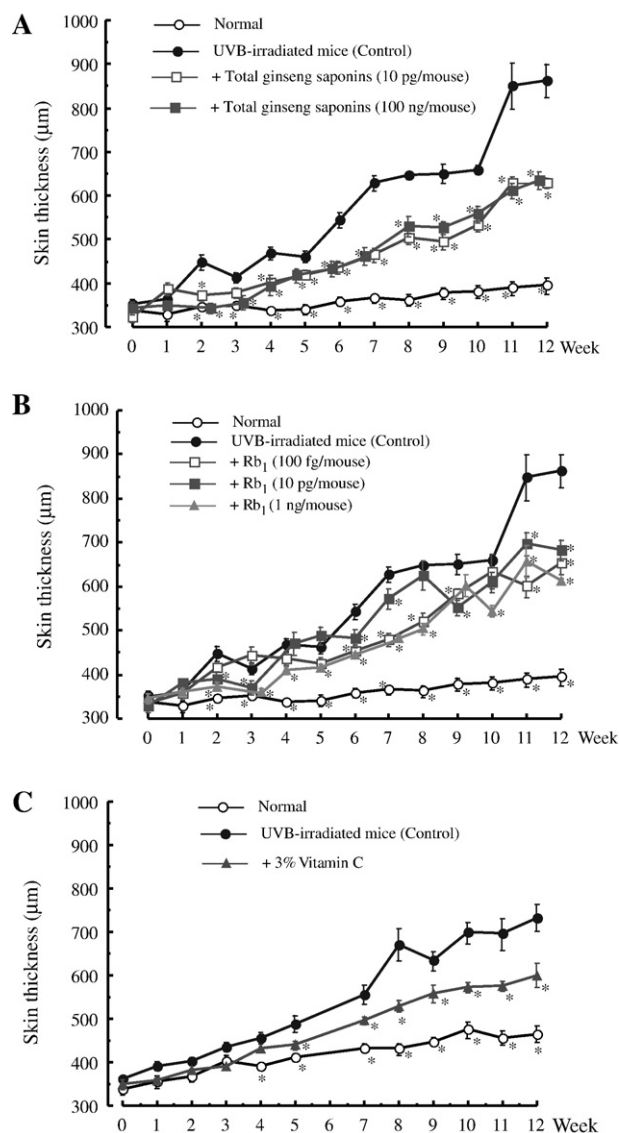 A
Normal
UVB-irradiated mice (Control)
+ Total ginseng saponins (10 pg/mouse)
+ Total ginseng saponins (100 ng/mouse)
Skin thickness (μm)
1000
900
800
700
600
500
400
300
0 1 2 3 4 5 6 7 8 9 10 11 12 Week
B
Normal
UVB-irradiated mice (Control)
+ Rb1 (100 fg/mouse)
+ Rb1 (10 pg/mouse)
+ Rb1 (1 ng/mouse)
Skin thickness (μm)
1000
900
800
700
600
500
400
300
0 1 2 3 4 5 6 7 8 9 10 11 12 Week
C
Normal
UVB-irradiated mice (Control)
+ 3% Vitamin C
Skin thickness (μm)
1000
900
800
700
600
500
400
300
0 1 2 3 4 5 6 7 8 9 10 11 12 Week